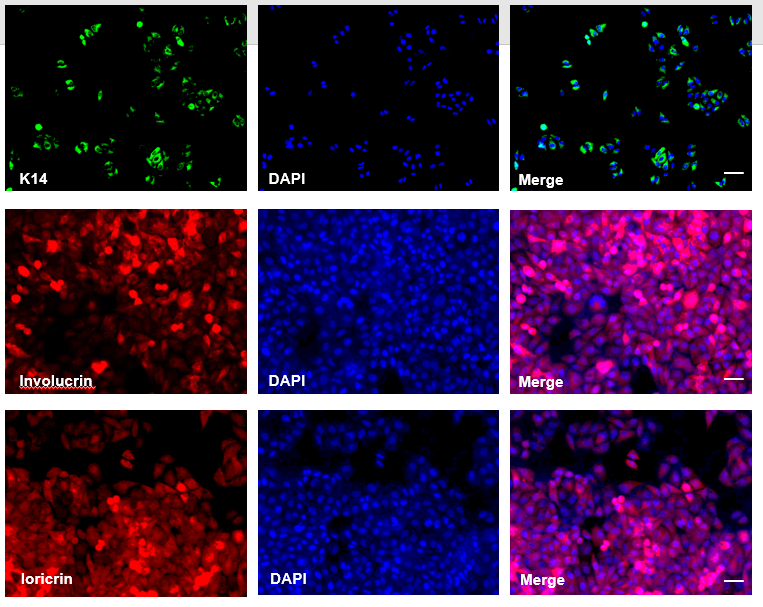 K14 DAPI Merge
Involucrin DAPI Merge
loricrin DAPI Merge